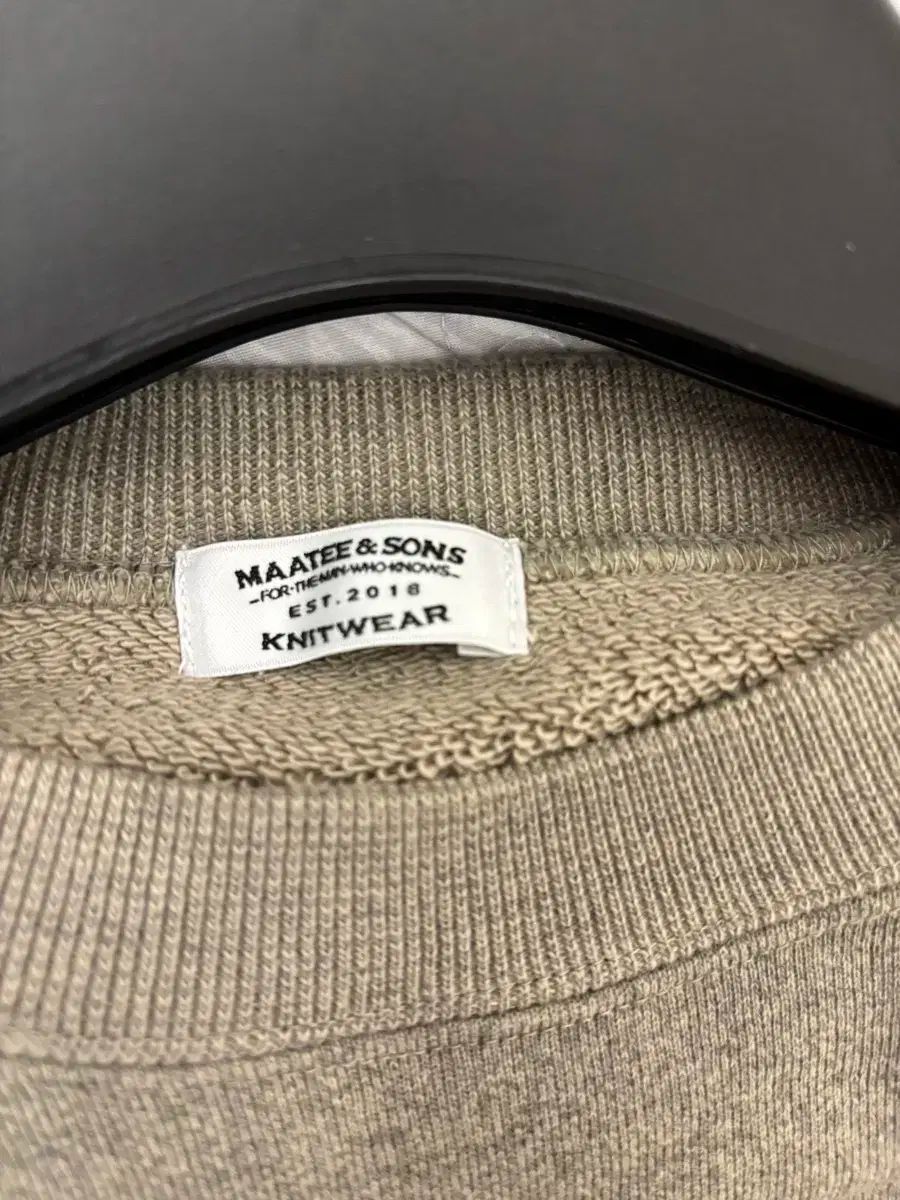 MAATEE & SONS
-FOR·THE·MAN·WHO·KNOWS-
EST. 2018
KNITWEAR